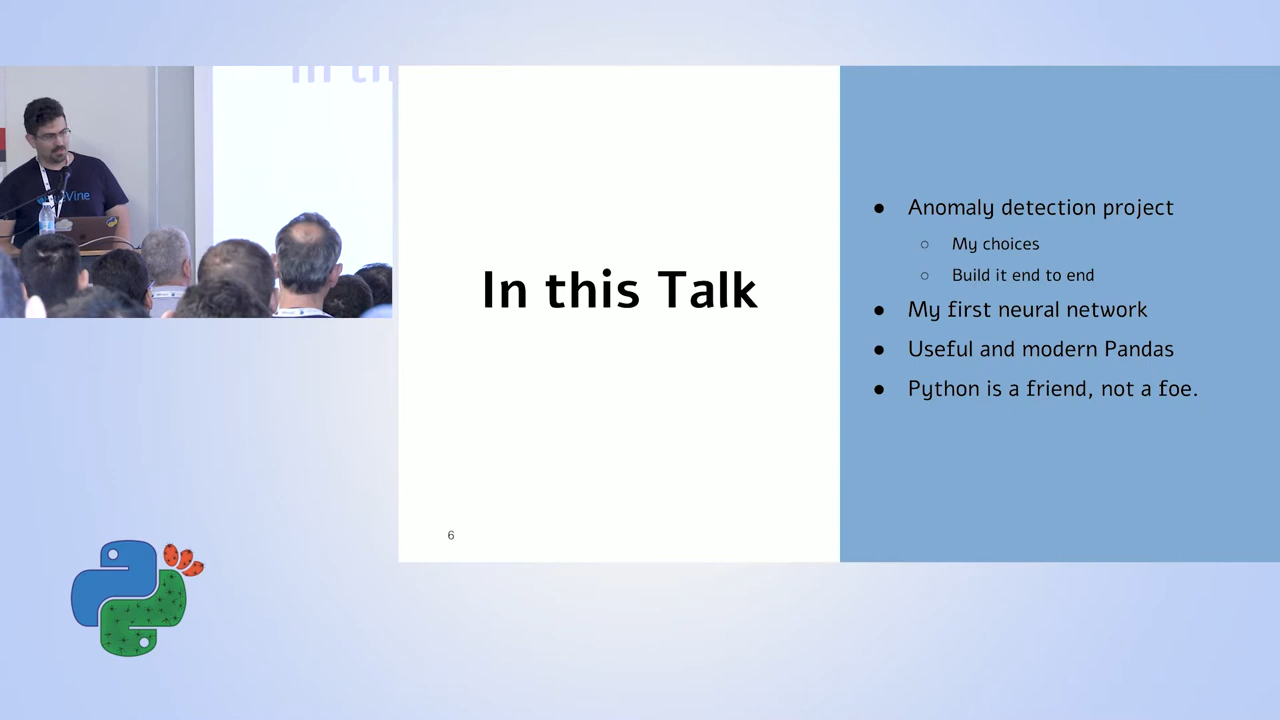 In this Talk
Anomaly detection project
My choices
Build it end to end
My first neural network
Useful and modern Pandas
Python is a friend, not a foe.
6